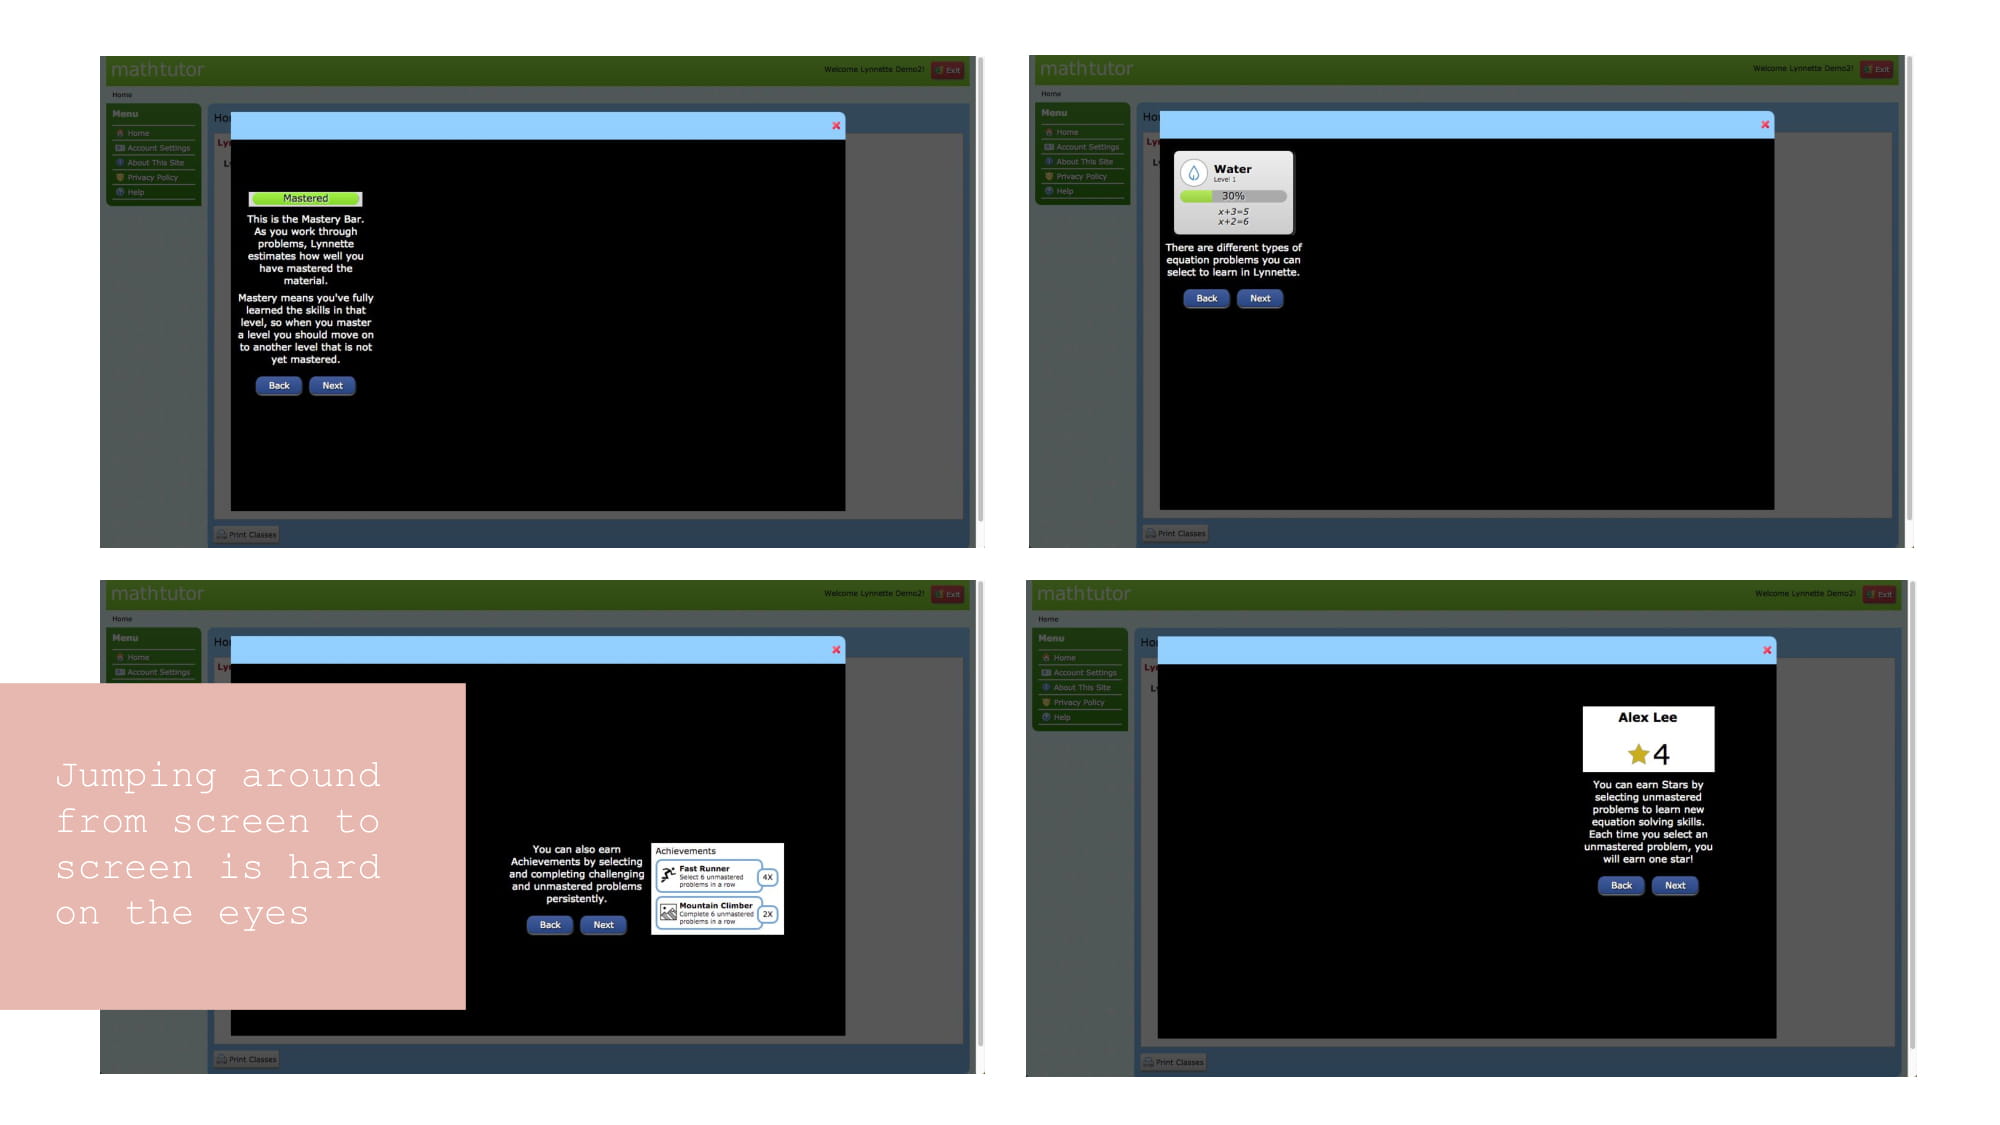 mathtutor
Welcome Lynnette Demo2!
Exit
Home
Menu
Home
Account Settings
About This Site
Privacy Policy
Help
Mastered
This is the Mastery Bar.
As you work through
problems, Lynnette
estimates how well you
have mastered the
material.
Mastery means you've fully
learned the skills in that
level, so when you master
a level you should move on
to another level that is not
yet mastered.
Back Next
Print Classes
mathtutor
Welcome Lynnette Demo2!
Exit
Home
Menu
Home
Account Settings
About This Site
Privacy Policy
Help
Water
Level 1
30%
x+3=5
x+2=6
There are different types of
equation problems you can
select to learn in Lynnette.
Back Next
Print Classes
mathtutor
Welcome Lynnette Demo2!
Exit
Home
Menu
Home
Account Settings
Jumping around
from screen to
screen is hard
on the eyes
You can also earn
Achievements by selecting
and completing challenging
and unmastered problems
persistently.
Back Next
Achievements
Fast Runner
Select 6 unmastered
problems in a row
4X
Mountain Climber
Complete 6 unmastered
problems in a row
2X
Print Classes
mathtutor
Welcome Lynnette Demo2!
Exit
Home
Menu
Home
Account Settings
About This Site
Privacy Policy
Help
Alex Lee
4
You can earn Stars by
selecting unmastered
problems to learn new
equation solving skills.
Each time you select an
unmastered problem, you
will earn one star!
Back Next
Print Classes